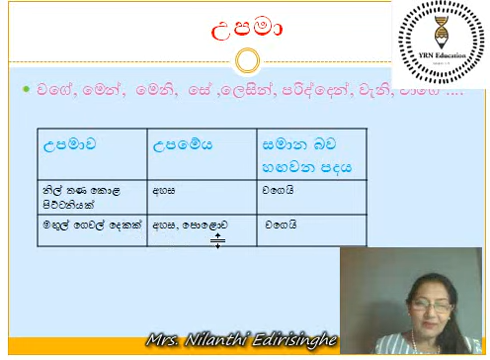 උපමා
YRN Education
වගේ, මෙන්, මෙනි, සේ ,ලෙසින්, පරිද්දෙන්, වැනි,
උපමාව උපමේය සමාන බව
හඟවන පදය
නිල් තණ කොළ අහස වගෙයි
පිට්ටනියක්
මඟුල් ගෙවල් දෙකක් අහස, පොළොව වගෙයි
Mrs. Nilanthi Edirisinghe